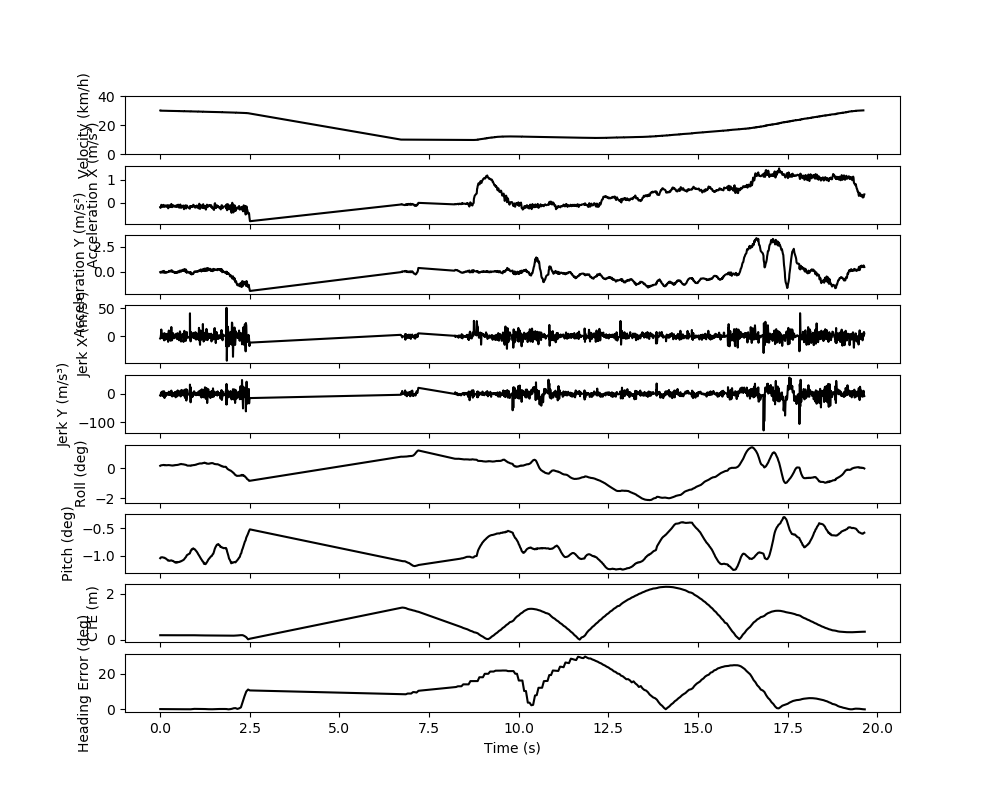 Velocity (km/h)
40
20
0
Acceleration X (m/s²)
1
0
Acceleration Y (m/s²)
2.5
0.0
Jerk X (m/s³)
50
0
Jerk Y (m/s³)
0
−100
Roll (deg)
0
−2
Pitch (deg)
−0.5
−1.0
CTE (m)
2
0
Heading Error (deg)
20
0
0.0 2.5 5.0 7.5 10.0 12.5 15.0 17.5 20.0
Time (s)